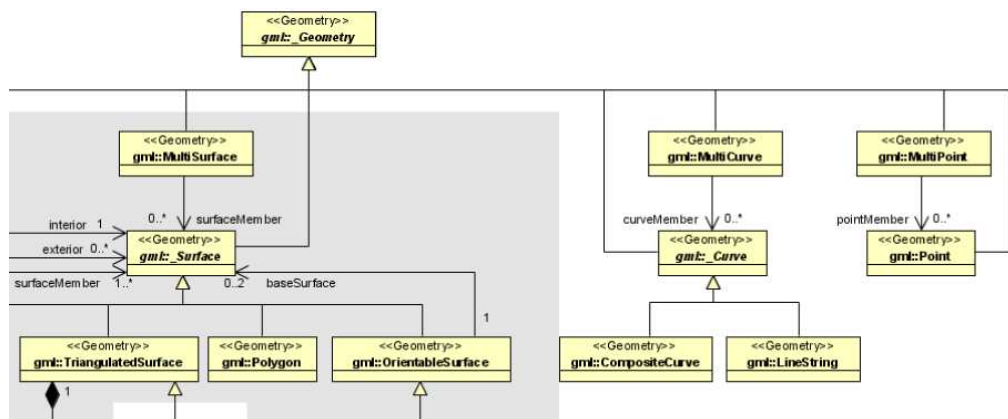 <<Geometry>>
gml::_Geometry
<<Geometry>>
gml::MultiSurface
<<Geometry>>
gml::MultiCurve
<<Geometry>>
gml::MultiPoint
0..* surfaceMember
curveMember 0..*
pointMember 0..*
interior 1
exterior 0..*
surfaceMember 1..*
<<Geometry>>
gml::_Surface
0..2 baseSurface
1
<<Geometry>>
gml::_Curve
<<Geometry>>
gml::Point
<<Geometry>>
gml::TriangulatedSurface
1
<<Geometry>>
gml::Polygon
<<Geometry>>
gml::OrientableSurface
<<Geometry>>
gml::CompositeCurve
<<Geometry>>
gml::LineString